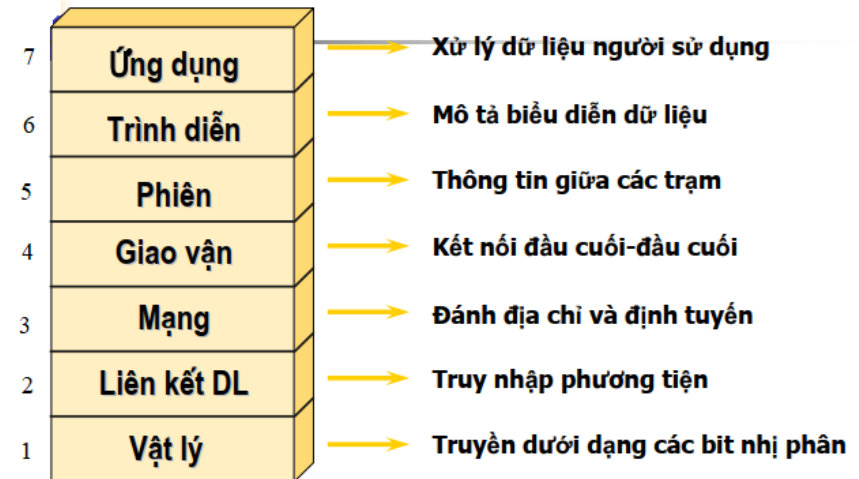 7 Ứng dụng Xử lý dữ liệu người sử dụng
6 Trình diễn Mô tả biểu diễn dữ liệu
5 Phiên Thông tin giữa các trạm
4 Giao vận Kết nối đầu cuối-đầu cuối
3 Mạng Đánh địa chỉ và định tuyến
2 Liên kết DL Truy nhập phương tiện
1 Vật lý Truyền dưới dạng các bit nhị phân